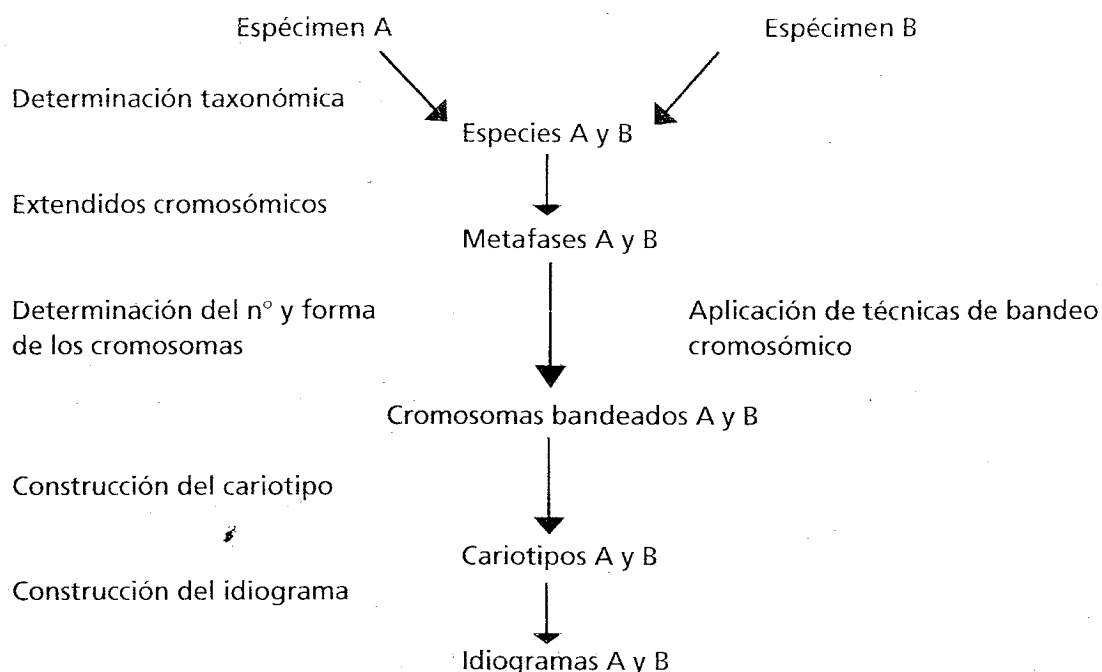 Espécimen A
Espécimen B
Determinación taxonómica
Especies A y B
Extendidos cromosómicos
Metafases A y B
Determinación del n° y forma
de los cromosomas
Aplicación de técnicas de bandeo
cromosómico
Cromosomas bandeados A y B
Construcción del cariotipo
Cariotipos A y B
Construcción del idiograma
Idiogramas A y B